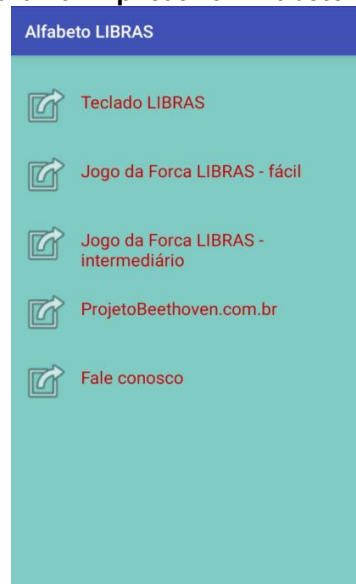 Alfabeto LIBRAS
Teclado LIBRAS
Jogo da Forca LIBRAS - fácil
Jogo da Forca LIBRAS -
intermediário
ProjetoBeethoven.com.br
Fale conosco